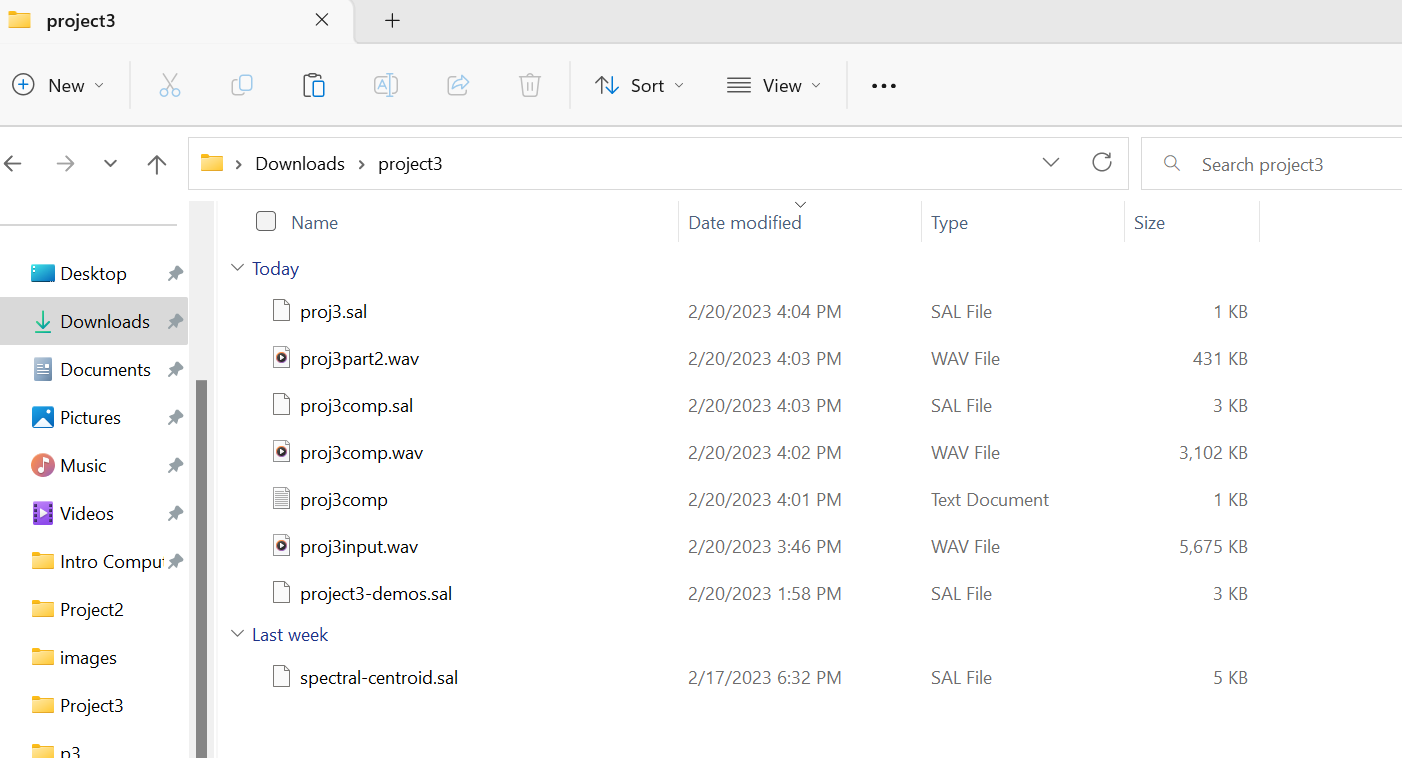 project3
New
Sort
View
Downloads
project3
Search project3
Name Date modified Type Size
Desktop
Downloads
Documents
Pictures
Music
Videos
Intro Comput
Project2
images
Project3
p3
Today
proj3.sal 2/20/2023 4:04 PM SAL File 1 KB
proj3part2.wav 2/20/2023 4:03 PM WAV File 431 KB
proj3comp.sal 2/20/2023 4:03 PM SAL File 3 KB
proj3comp.wav 2/20/2023 4:02 PM WAV File 3,102 KB
proj3comp 2/20/2023 4:01 PM Text Document 1 KB
proj3input.wav 2/20/2023 3:46 PM WAV File 5,675 KB
project3-demos.sal 2/20/2023 1:58 PM SAL File 3 KB
Last week
spectral-centroid.sal 2/17/2023 6:32 PM SAL File 5 KB